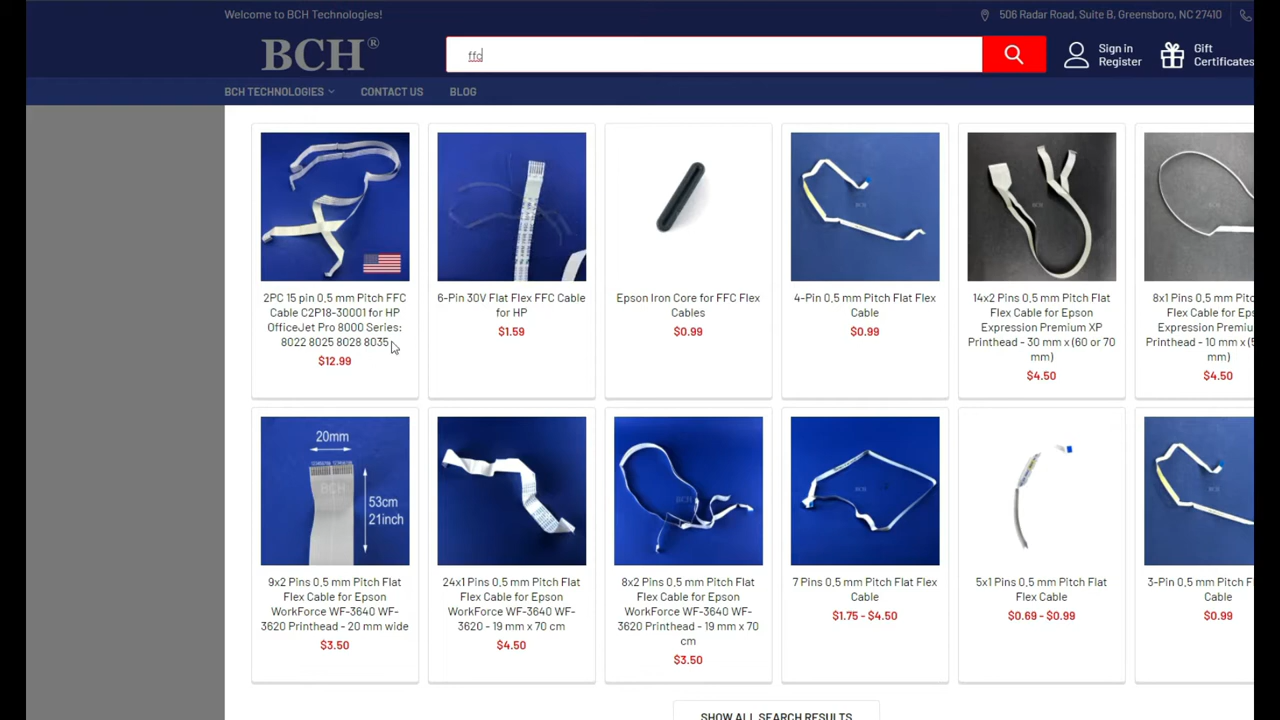 Welcome to BCH Technologies!
506 Radar Road, Suite B, Greensboro, NC 27410
BCH®
ffc
Sign in
Register
Gift
Certificates
BCH TECHNOLOGIES
CONTACT US
BLOG
2PC 15 pin 0.5 mm Pitch FFC
Cable C2P18-30001 for HP
OfficeJet Pro 8000 Series:
8022 8025 8028 8035
$12.99
6-Pin 30V Flat Flex FFC Cable
for HP
$1.59
Epson Iron Core for FFC Flex
Cables
$0.99
BCH
4-Pin 0.5 mm Pitch Flat Flex
Cable
$0.99
BCH
14x2 Pins 0.5 mm Pitch Flat
Flex Cable for Epson
Expression Premium XP
Printhead - 30 mm x (60 or 70
mm)
$4.50
BCH
8x1 Pins 0.5 mm Pitch F
Flex Cable for Epson
Expression Premiu
Printhead - 10 mm x (5
mm)
$4.50
20mm
BCH
53cm
21inch
9x2 Pins 0.5 mm Pitch Flat
Flex Cable for Epson
WorkForce WF-3640 WF-
3620 Printhead - 20 mm wide
$3.50
24x1 Pins 0.5 mm Pitch Flat
Flex Cable for Epson
WorkForce WF-3640 WF-
3620 - 19 mm x 70 cm
$4.50
BCH
8x2 Pins 0.5 mm Pitch Flat
Flex Cable for Epson
WorkForce WF-3640 WF-
3620 Printhead - 19 mm x 70
cm
$3.50
BCH
7 Pins 0.5 mm Pitch Flat Flex
Cable
$1.75 - $4.50
5x1 Pins 0.5 mm Pitch Flat
Flex Cable
$0.69 - $0.99
BCH
3-Pin 0.5 mm Pitch F
Cable
$0.99
SHOW ALL SEARCH RESULTS